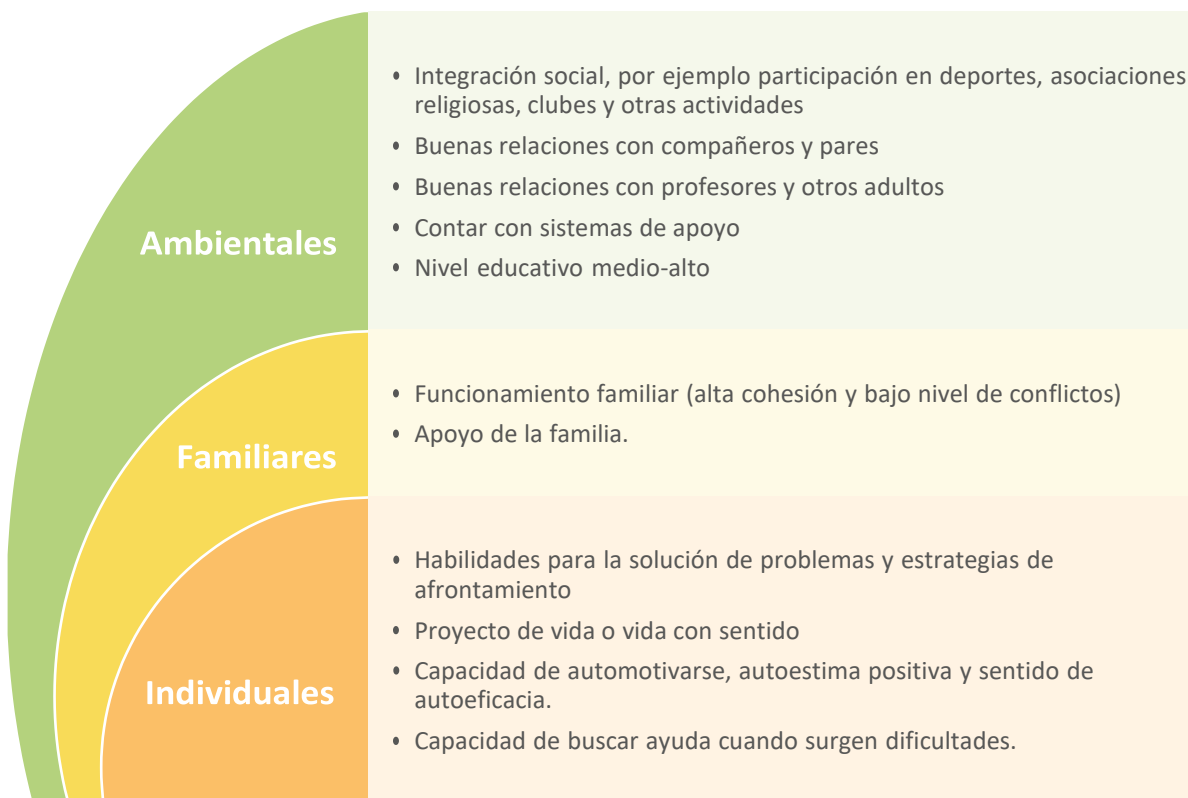 Ambientales
• Integración social, por ejemplo participación en deportes, asociaciones
religiosas, clubes y otras actividades
• Buenas relaciones con compañeros y pares
• Buenas relaciones con profesores y otros adultos
• Contar con sistemas de apoyo
• Nivel educativo medio-alto
Familiares
• Funcionamiento familiar (alta cohesión y bajo nivel de conflictos)
• Apoyo de la familia.
Individuales
• Habilidades para la solución de problemas y estrategias de
afrontamiento
• Proyecto de vida o vida con sentido
• Capacidad de automotivarse, autoestima positiva y sentido de
autoeficacia.
• Capacidad de buscar ayuda cuando surgen dificultades.